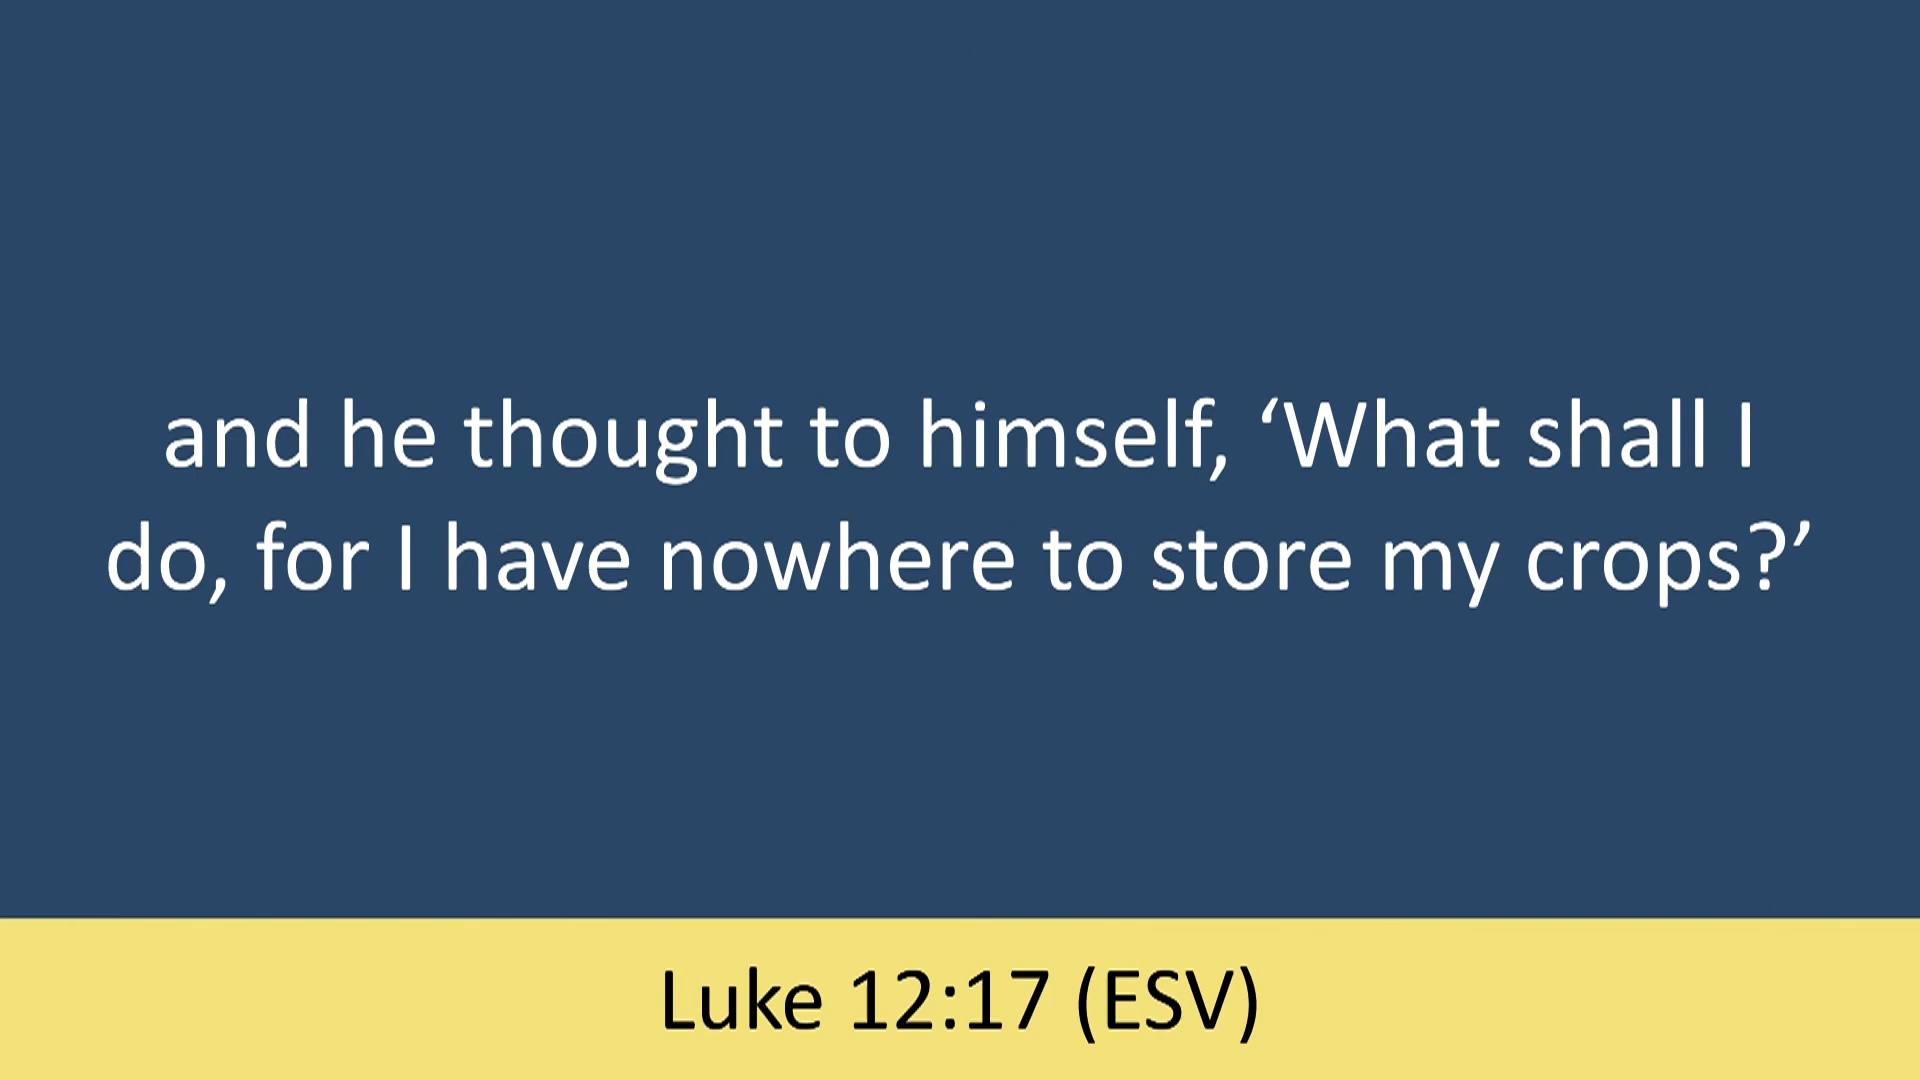 and he thought to himself, ‘What shall I
do, for I have nowhere to store my crops?’
Luke 12:17 (ESV)